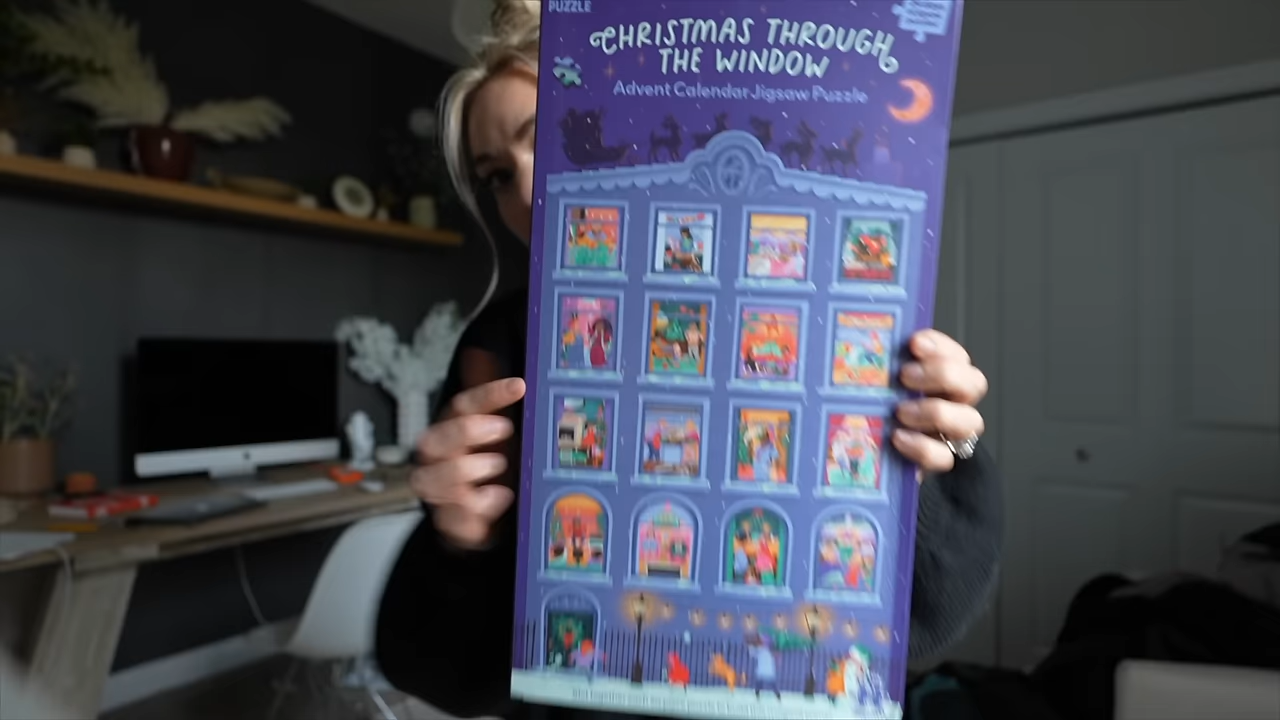 PUZZLE
CHRISTMAS THROUGH
THE WINDOW
Advent Calendar Jigsaw Puzzle